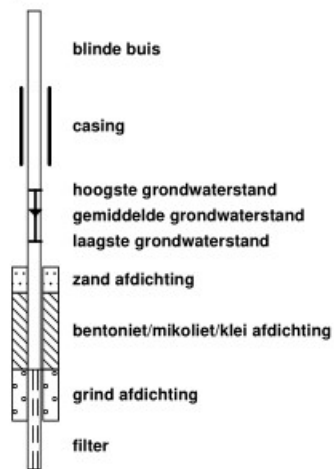 blinde buis
casing
hoogste grondwaterstand
gemiddelde grondwaterstand
laagste grondwaterstand
zand afdichting
bentoniet/mikoliet/klei afdichting
grind afdichting
filter